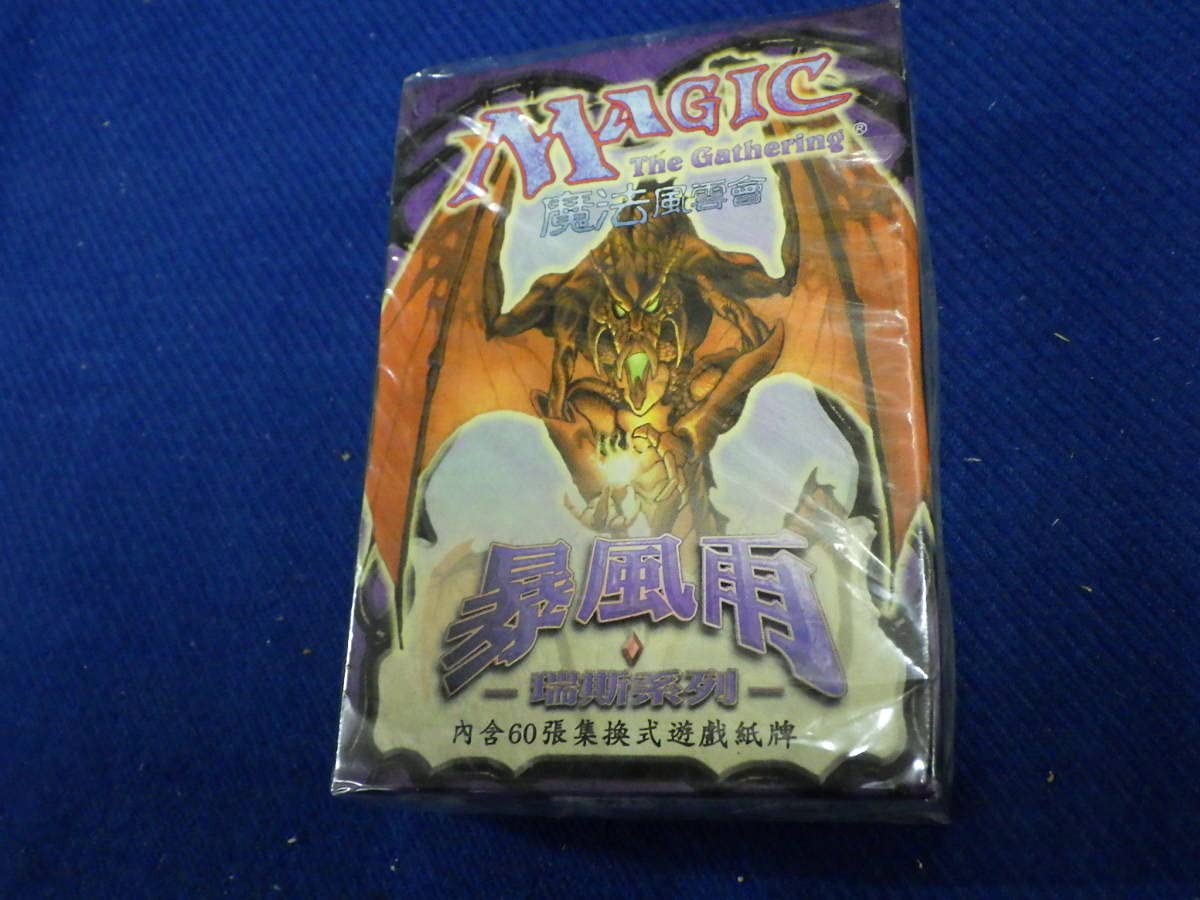 MAGIC
The Gathering®
魔法風雲會
暴風雨
瑞斯系列
內含60張集換式遊戲紙牌